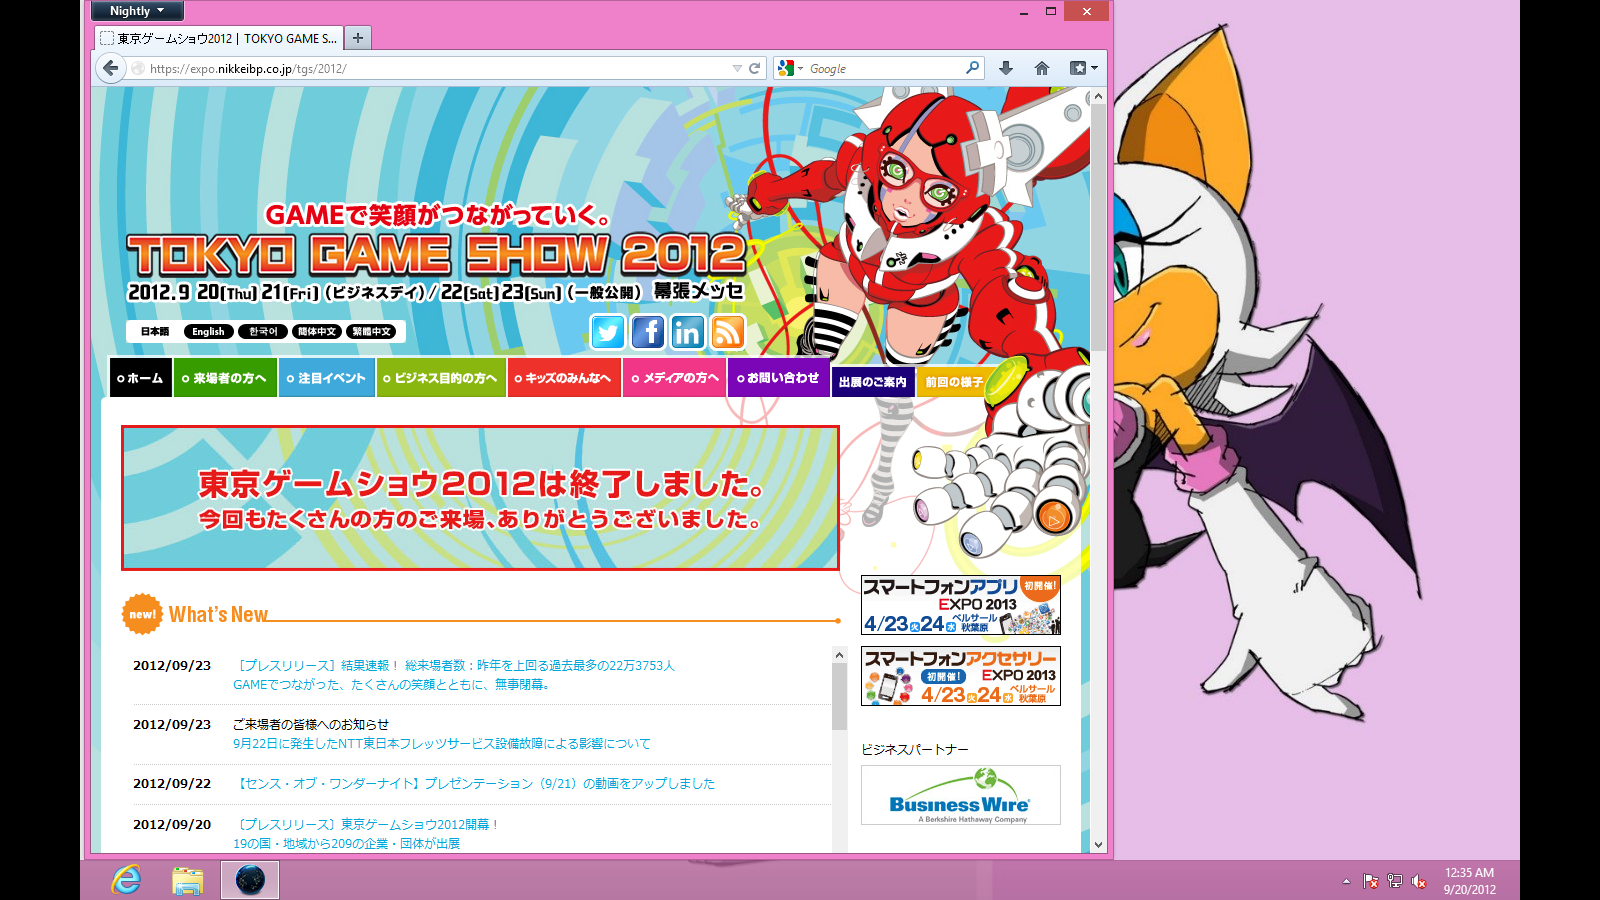 Nightly
東京ゲームショウ2012 | TOKYO GAME S...
https://expo.nikkeibp.co.jp/tgs/2012/
Google
GAMEで笑顔がつながっていく。
TOKYO GAME SHOW 2012
2012.9 20[Thu] 21[Fri] (ビジネスデイ) / 22[Sat] 23[Sun] (一般公開) 幕張メッセ
日本語 English 한국어 簡体中文 繁體中文
ホーム 来場者の方へ 注目イベント ビジネス目的の方へ キッズのみんなへ メディアの方へ お問い合わせ 出展のご案内 前回の様子
東京ゲームショウ2012は終了しました。
今回もたくさんの方のご来場、ありがとうございました。
new! What's New
2012/09/23 [プレスリリース] 結果速報！ 総来場者数：昨年を上回る過去最多の22万3753人
GAMEでつながった、たくさんの笑顔とともに、無事閉幕。
2012/09/23 ご来場者の皆様へのお知らせ
9月22日に発生したNTT東日本フレッツサービス設備故障による影響について
2012/09/22 【センス・オブ・ワンダーナイト】プレゼンテーション（9/21）の動画をアップしました
2012/09/20 [プレスリリース] 東京ゲームショウ2012開幕！
19の国・地域から209の企業・団体が出展
スマートフォンアプリ 初開催!
EXPO 2013
4/23火24水 ベルサール秋葉原
スマートフォンアクセサリー
初開催! EXPO 2013
4/23火24水 ベルサール秋葉原
ビジネスパートナー
BusinessWire
A Berkshire Hathaway Company
12:35 AM
9/20/2012